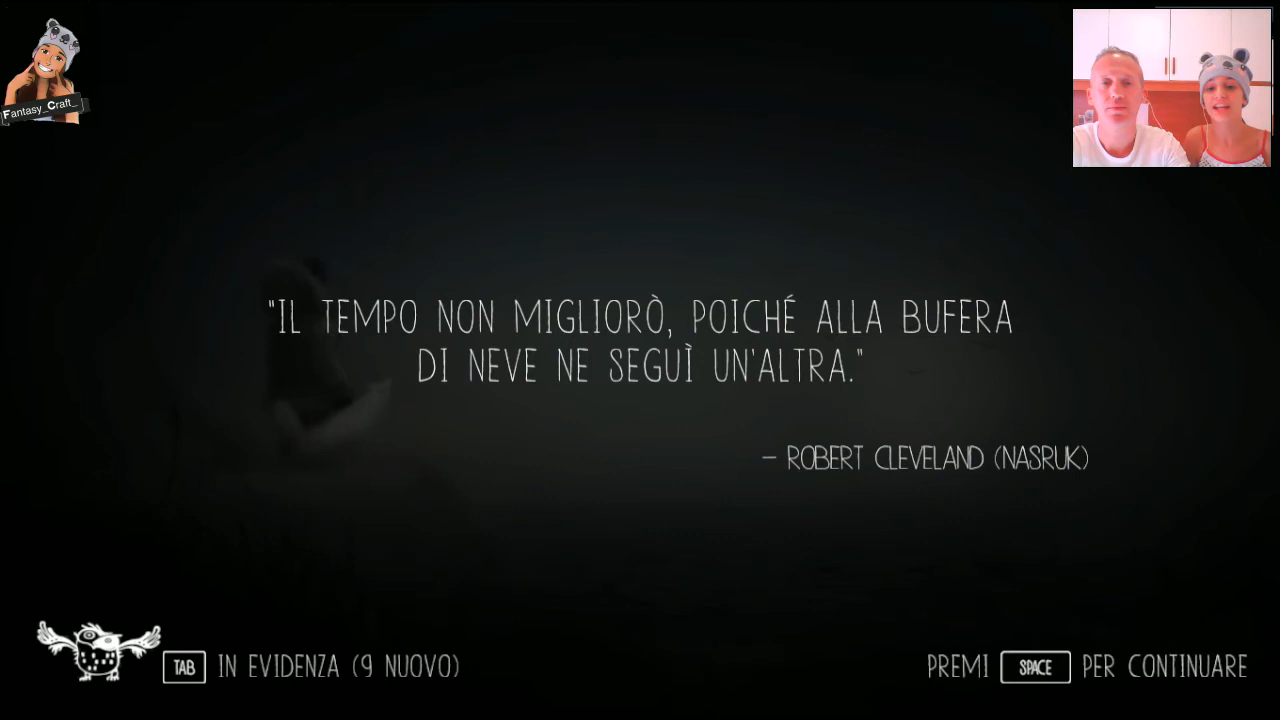 Fantasy_Craft_
"IL TEMPO NON MIGLIORÒ, POICHÉ ALLA BUFERA
DI NEVE NE SEGUÌ UN'ALTRA."
– ROBERT CLEVELAND (NASRUK)
TAB IN EVIDENZA (9 NUOVO)
PREMI SPACE PER CONTINUARE